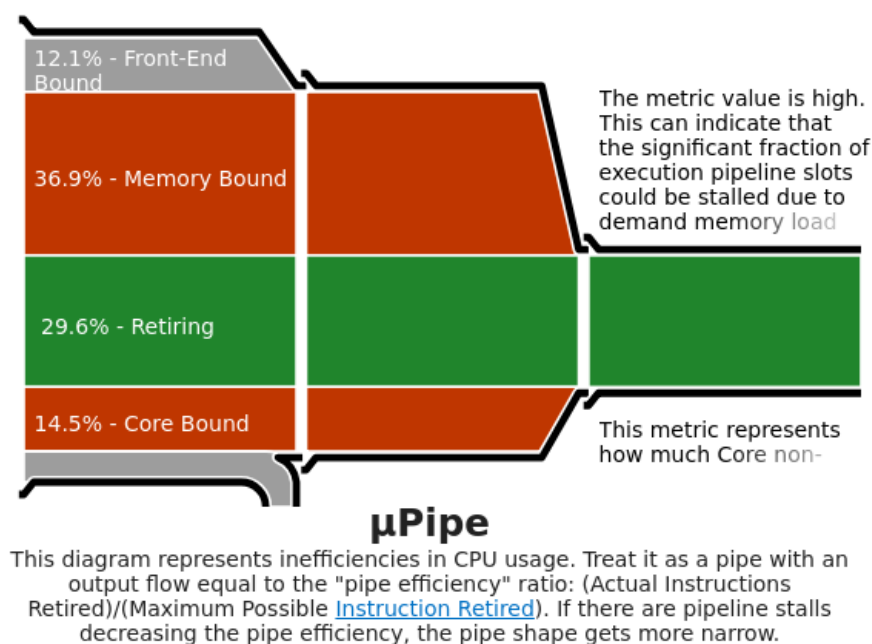 12.1% - Front-End
Bound
36.9% - Memory Bound
29.6% - Retiring
14.5% - Core Bound
The metric value is high.
This can indicate that
the significant fraction of
execution pipeline slots
could be stalled due to
demand memory load
This metric represents
how much Core non-
µPipe
This diagram represents inefficiencies in CPU usage. Treat it as a pipe with an
output flow equal to the "pipe efficiency" ratio: (Actual Instructions
Retired)/(Maximum Possible Instruction Retired). If there are pipeline stalls
decreasing the pipe efficiency, the pipe shape gets more narrow.